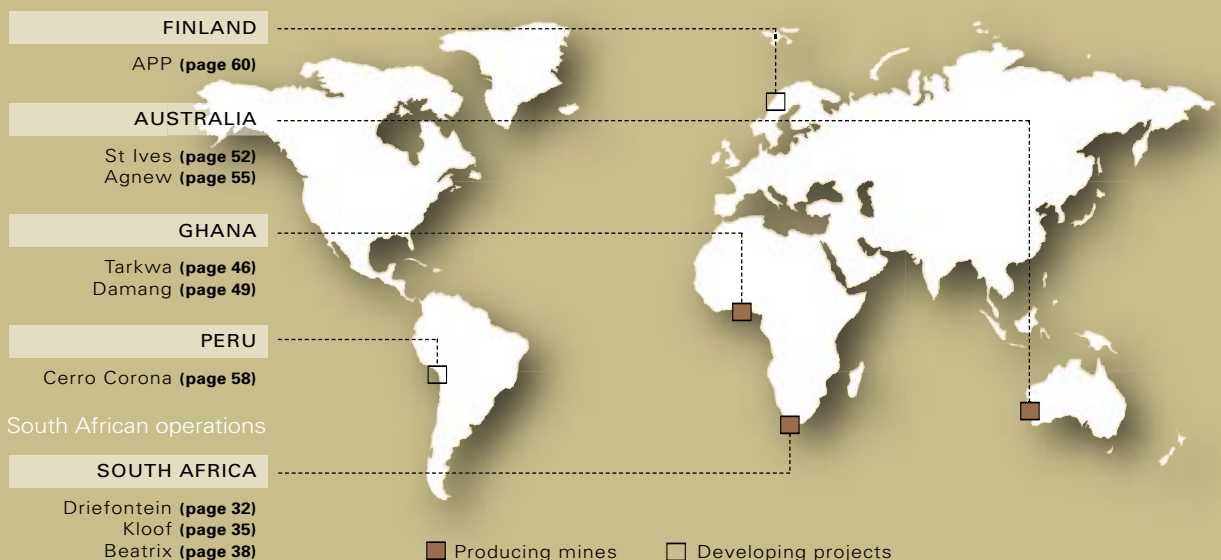 FINLAND
APP (page 60)
AUSTRALIA
St Ives (page 52)
Agnew (page 55)
GHANA
Tarkwa (page 46)
Damang (page 49)
PERU
Cerro Corona (page 58)
South African operations
SOUTH AFRICA
Driefontein (page 32)
Kloof (page 35)
Beatrix (page 38)
Producing mines
Developing projects